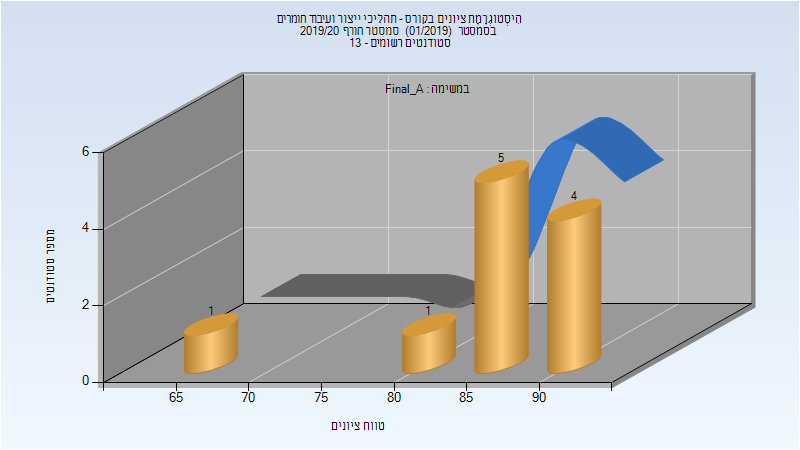 היסטוגרמת ציונים בקורס - תהליכי ייצור ועיבוד חומרים
בסמסטר (01/2019) סמסטר חורף 2019/20
סטודנטים רשומים - 13
במשימה: Final_A
מספר סטודנטים
6
4
2
0
1
1
5
4
65 70 75 80 85 90
טווח ציונים